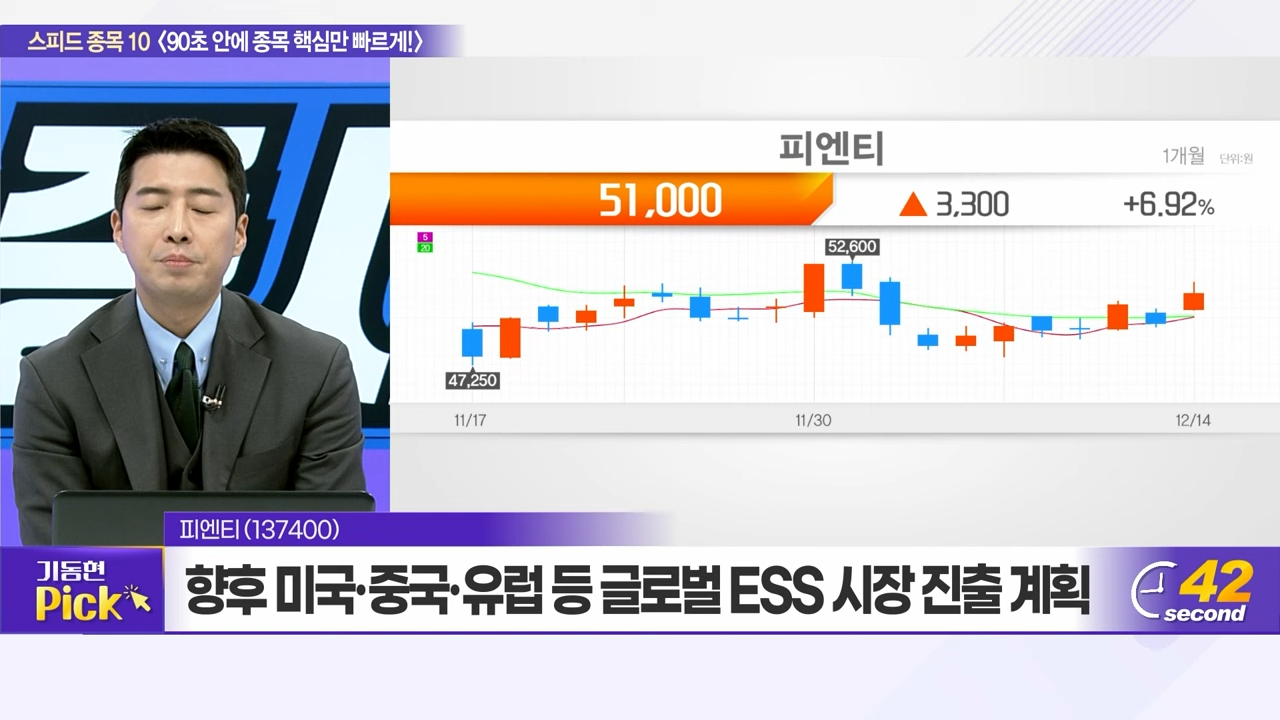 스피드 종목 10 〈90초 안에 종목 핵심만 빠르게!〉
피엔티
1개월 단위:원
51,000 ▲ 3,300 +6.92%
5
20
52,600
47,250
11/17 11/30 12/14
피엔티(137400)
기동현
Pick
향후 미국·중국·유럽 등 글로벌 ESS 시장 진출 계획
42
second